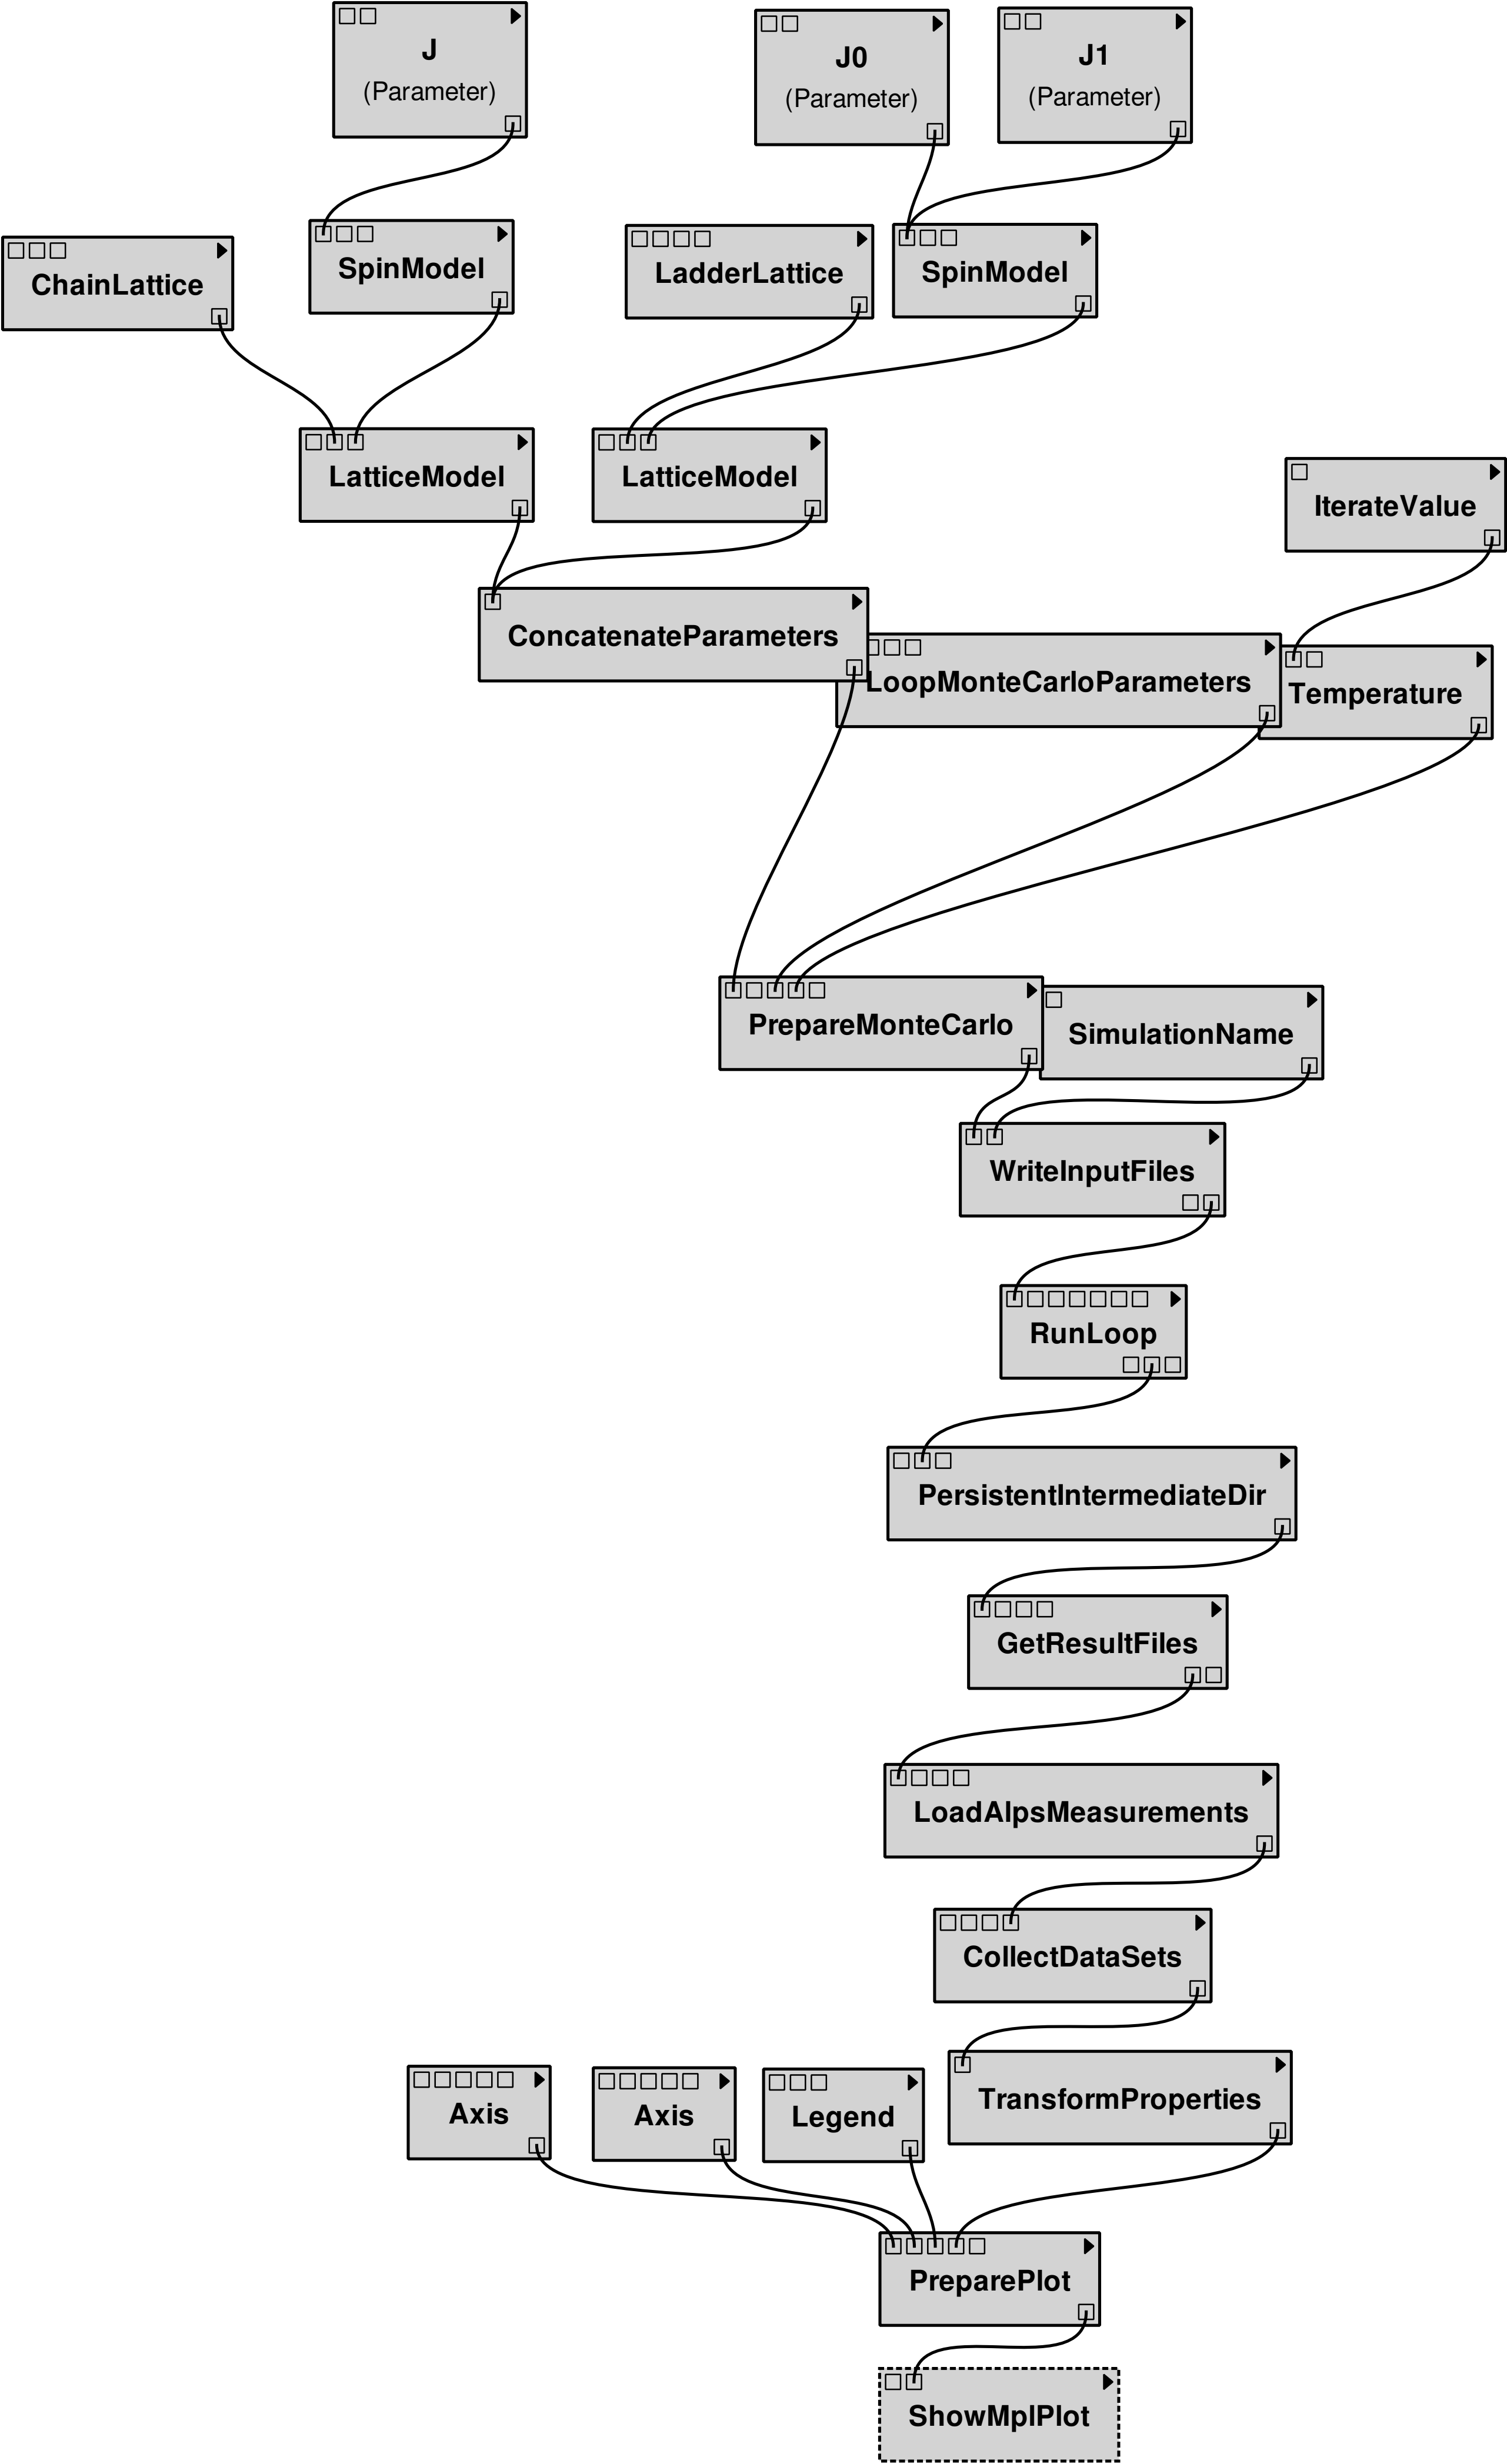 J
(Parameter)
J0
(Parameter)
J1
(Parameter)
ChainLattice
SpinModel
LadderLattice
SpinModel
LatticeModel
LatticeModel
IterateValue
ConcatenateParameters
LoopMonteCarloParameters
Temperature
PrepareMonteCarlo
SimulationName
WriteInputFiles
RunLoop
PersistentIntermediateDir
GetResultFiles
LoadAlpsMeasurements
CollectDataSets
TransformProperties
Axis
Axis
Legend
PreparePlot
ShowMplPlot